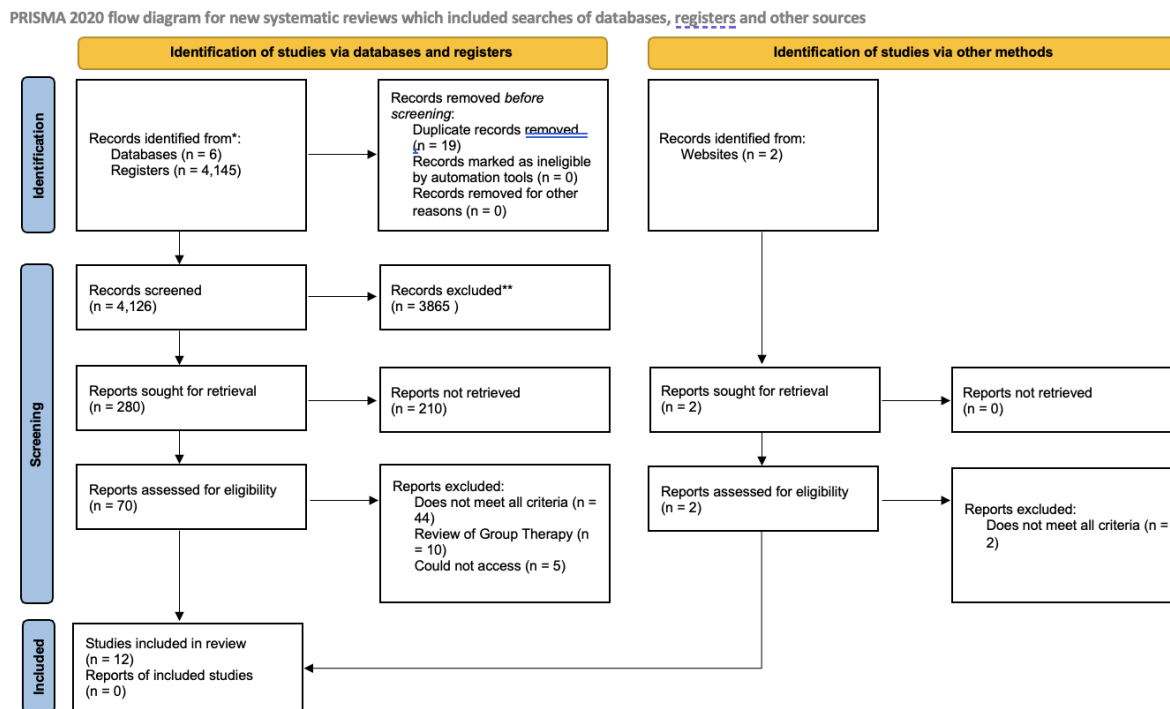 PRISMA 2020 flow diagram for new systematic reviews which included searches of databases, registers and other sources
Identification of studies via databases and registers
Identification of studies via other methods
Identification
Records identified from*:
Databases (n = 6)
Registers (n = 4,145)
Records removed before
screening:
Duplicate records removed
(n = 19)
Records marked as ineligible
by automation tools (n = 0)
Records removed for other
reasons (n = 0)
Records identified from:
Websites (n = 2)
Screening
Records screened
(n = 4,126)
Records excluded**
(n = 3865 )
Reports sought for retrieval
(n = 280)
Reports not retrieved
(n = 210)
Reports sought for retrieval
(n = 2)
Reports not retrieved
(n = 0)
Reports assessed for eligibility
(n = 70)
Reports excluded:
Does not meet all criteria (n =
44)
Review of Group Therapy (n
= 10)
Could not access (n = 5)
Reports assessed for eligibility
(n = 2)
Reports excluded:
Does not meet all criteria (n =
2)
Included
Studies included in review
(n = 12)
Reports of included studies
(n = 0)